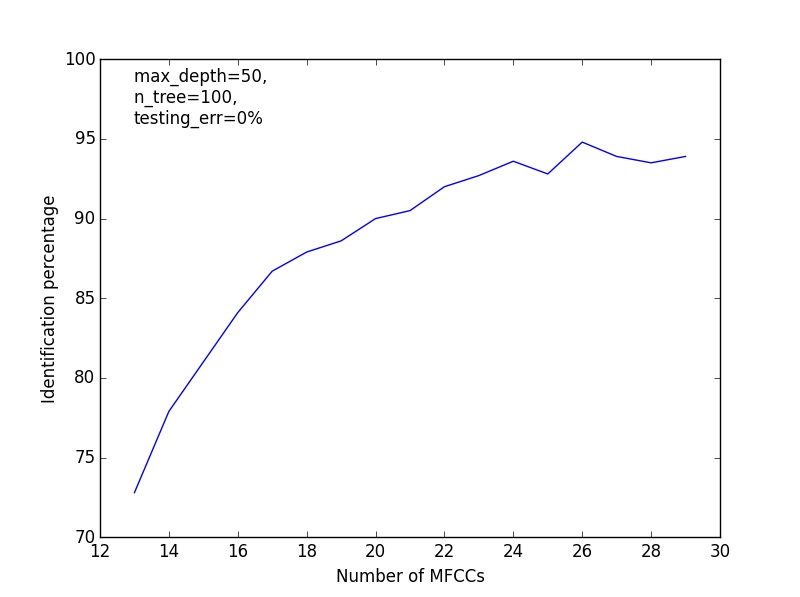 100
95
90
85
80
75
70
max_depth=50,
n_tree=100,
testing_err=0%
Identification percentage
12 14 16 18 20 22 24 26 28 30
Number of MFCCs